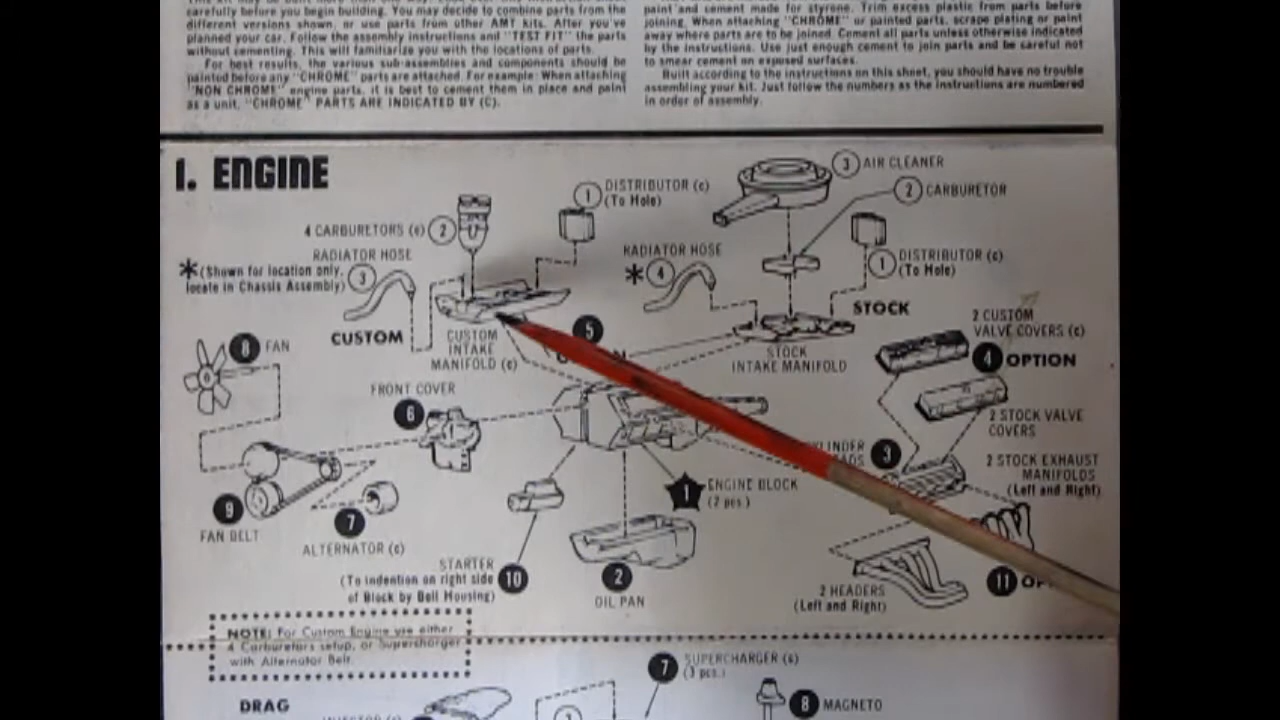 carefully before you begin building. You may decide to combine parts from the
different versions shown, or use parts from other AMT kits. After you've
planned your car. Follow the assembly instructions and "TEST FIT" the parts
without cementing. This will familiarize you with the locations of parts.
For best results, the various sub-assemblies and components should be
painted before any "CHROME" parts are attached. For example: When attaching
"NON CHROME" engine parts, it is best to cement them in place and paint
as a unit, "CHROME" PARTS ARE INDICATED BY (C).
paint and cement made for styrene. Trim excess plastic from parts before
joining. When attaching "CHROME" or painted parts, scrape plating or paint
away where parts are to be joined. Cement all parts unless otherwise indicated
by the instructions. Use just enough cement to join parts and be careful not
to smear cement on exposed surfaces.
Built according to the instructions on this sheet, you should have no trouble
assembling your kit. Just follow the numbers as the instructions are numbered
in order of assembly.
1. ENGINE
4 CARBURETORS (c) 2
1 DISTRIBUTOR (c)
(To Hole)
3 AIR CLEANER
2 CARBURETOR
RADIATOR HOSE
*(Shown for location only,
locate in Chassis Assembly)
3
RADIATOR HOSE
* 4
1 DISTRIBUTOR (c)
(To Hole)
CUSTOM
CUSTOM
INTAKE
MANIFOLD (c)
5
STOCK
STOCK
INTAKE MANIFOLD
2 CUSTOM
VALVE COVERS (c)
4 OPTION
2 STOCK VALVE
COVERS
8 FAN
FRONT COVER
6
3
2 STOCK EXHAUST
MANIFOLDS
(Left and Right)
1 ENGINE BLOCK
(2 pcs.)
9
FAN BELT
7
ALTERNATOR (c)
STARTER
(To indention on right side
of Block by Bell Housing)
10
2
OIL PAN
2 HEADERS
(Left and Right)
11
NOTE: For Custom Engine use either
4 Carburetors setup, or Supercharger
with Alternator Belt.
DRAG
7 SUPERCHARGER (c)
(3 pcs.)
8 MAGNETO